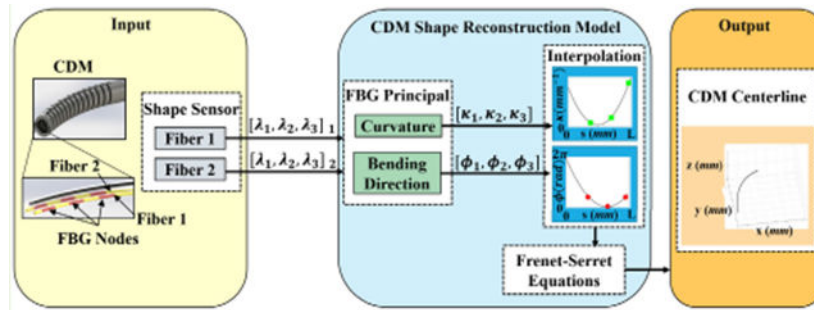 Input
CDM
Shape Sensor
Fiber 1
Fiber 2
Fiber 2
Fiber 1
FBG Nodes
[λ₁, λ₂, λ₃] ₁
[λ₁, λ₂, λ₃] ₂
CDM Shape Reconstruction Model
FBG Principal
Curvature
Bending
Direction
[κ₁, κ₂, κ₃]
[ϕ₁, ϕ₂, ϕ₃]
Interpolation
κ(mm⁻¹)
0
0 s (mm) L
ϕ(rad)
0 s (mm) L
Frenet-Serret
Equations
Output
CDM Centerline
z (mm)
y (mm)
x (mm)